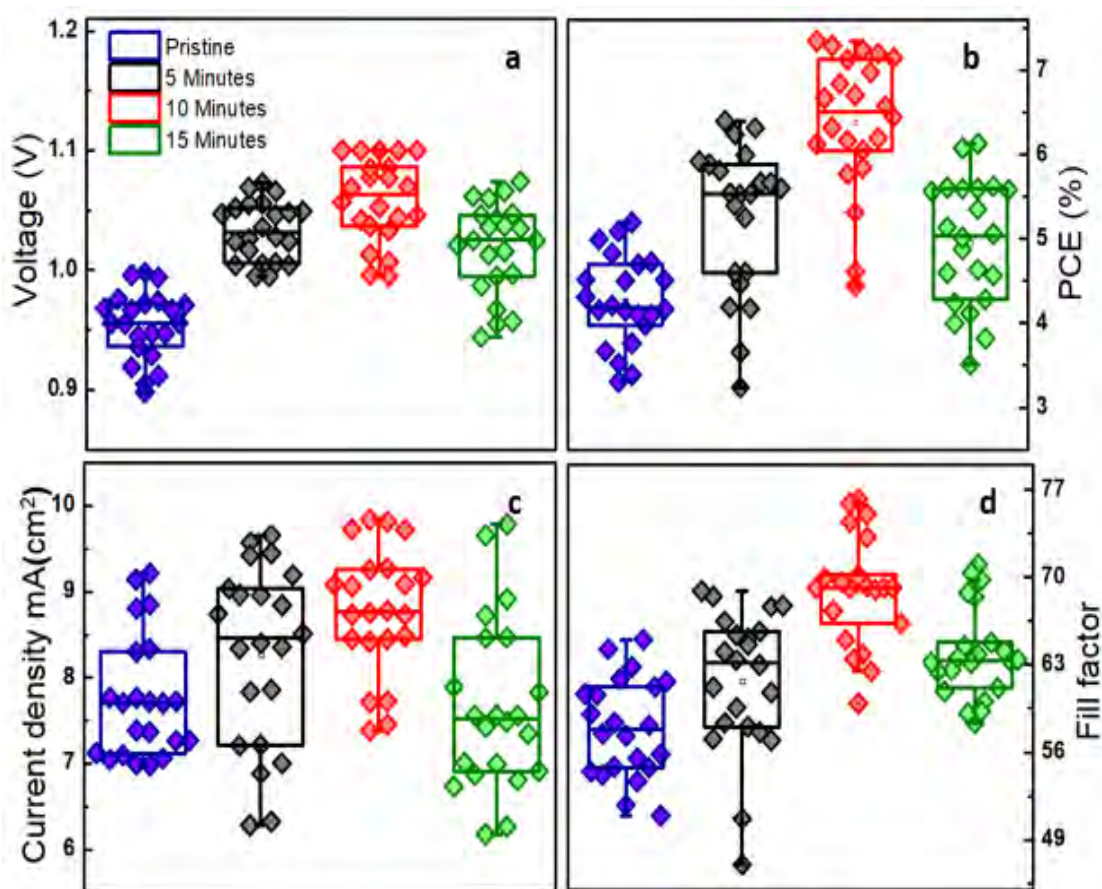 1.2
1.10
1.0
0.9
Voltage (V)
Pristine
5 Minutes
10 Minutes
15 Minutes
a
b
7
6
5
4
3
PCE (%)
10
9
8
7
6
Current density mA(cm²)
c
d
77
70
63
56
49
Fill factor